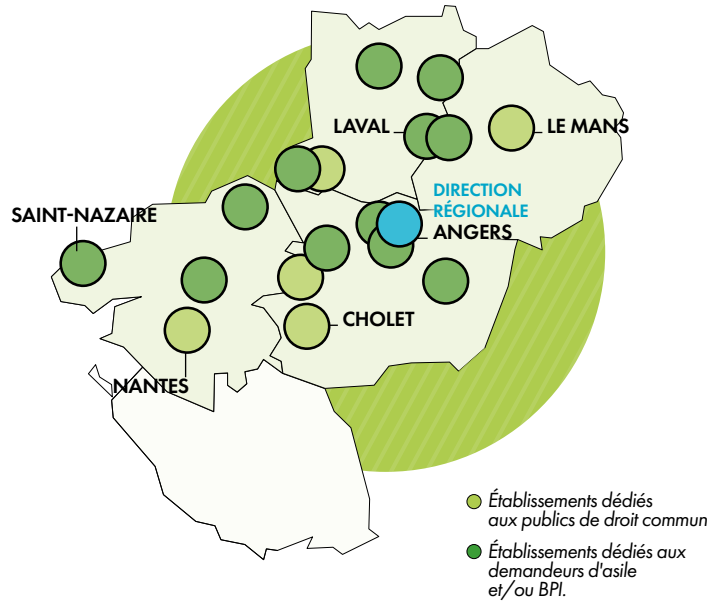 LAVAL
LE MANS
DIRECTION
RÉGIONALE
ANGERS
SAINT-NAZAIRE
CHOLET
NANTES
Établissements dédiés
aux publics de droit commun
Établissements dédiés aux
demandeurs d'asile
et/ou BPI.